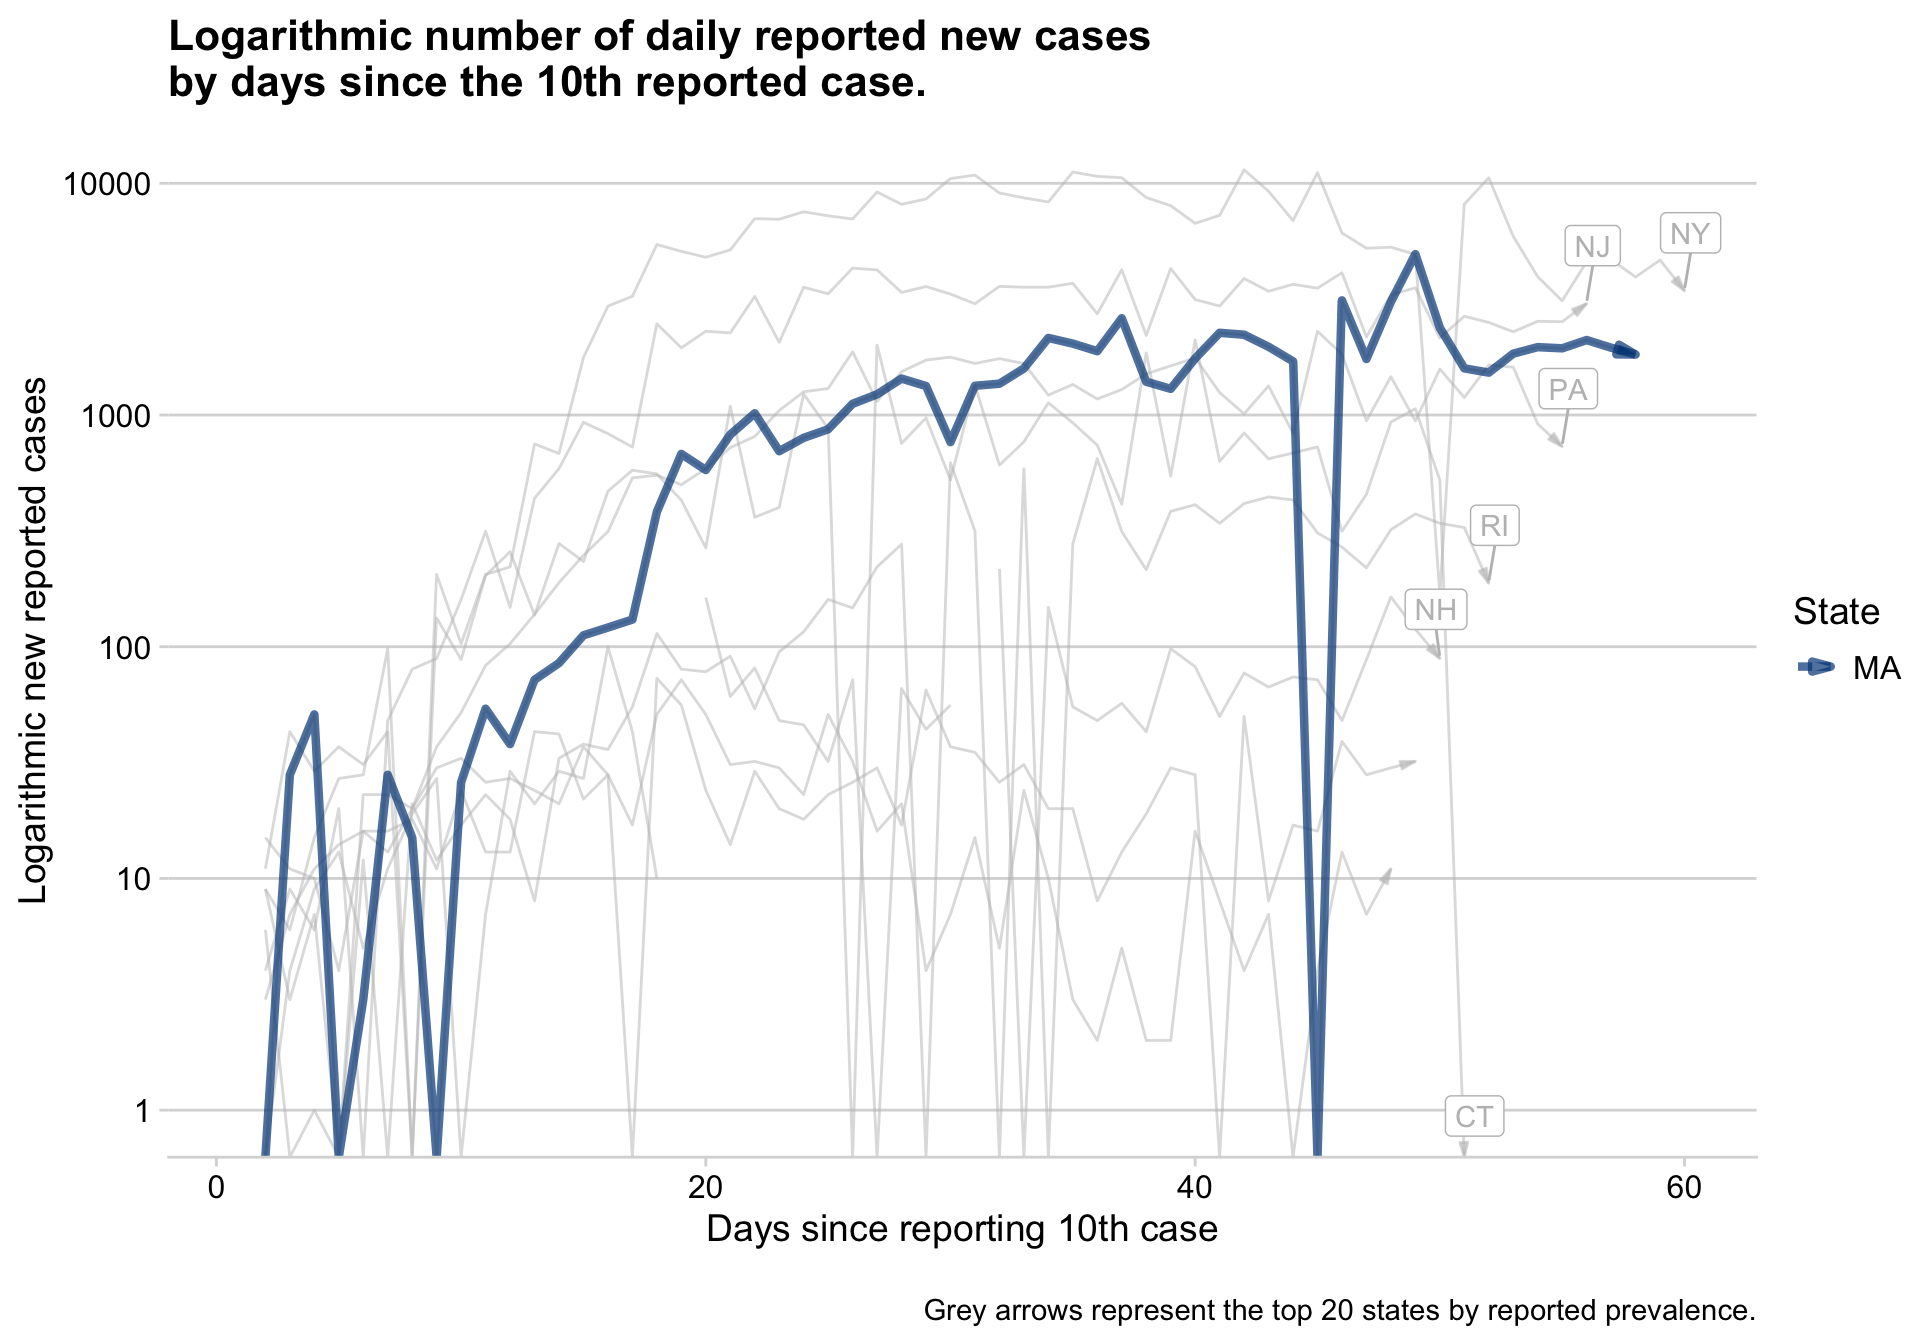 Logarithmic number of daily reported new cases
by days since the 10th reported case.
Logarithmic new reported cases
10000
1000
100
10
1
NJ
NY
PA
RI
NH
CT
State
MA
0
20
40
60
Days since reporting 10th case
Grey arrows represent the top 20 states by reported prevalence.